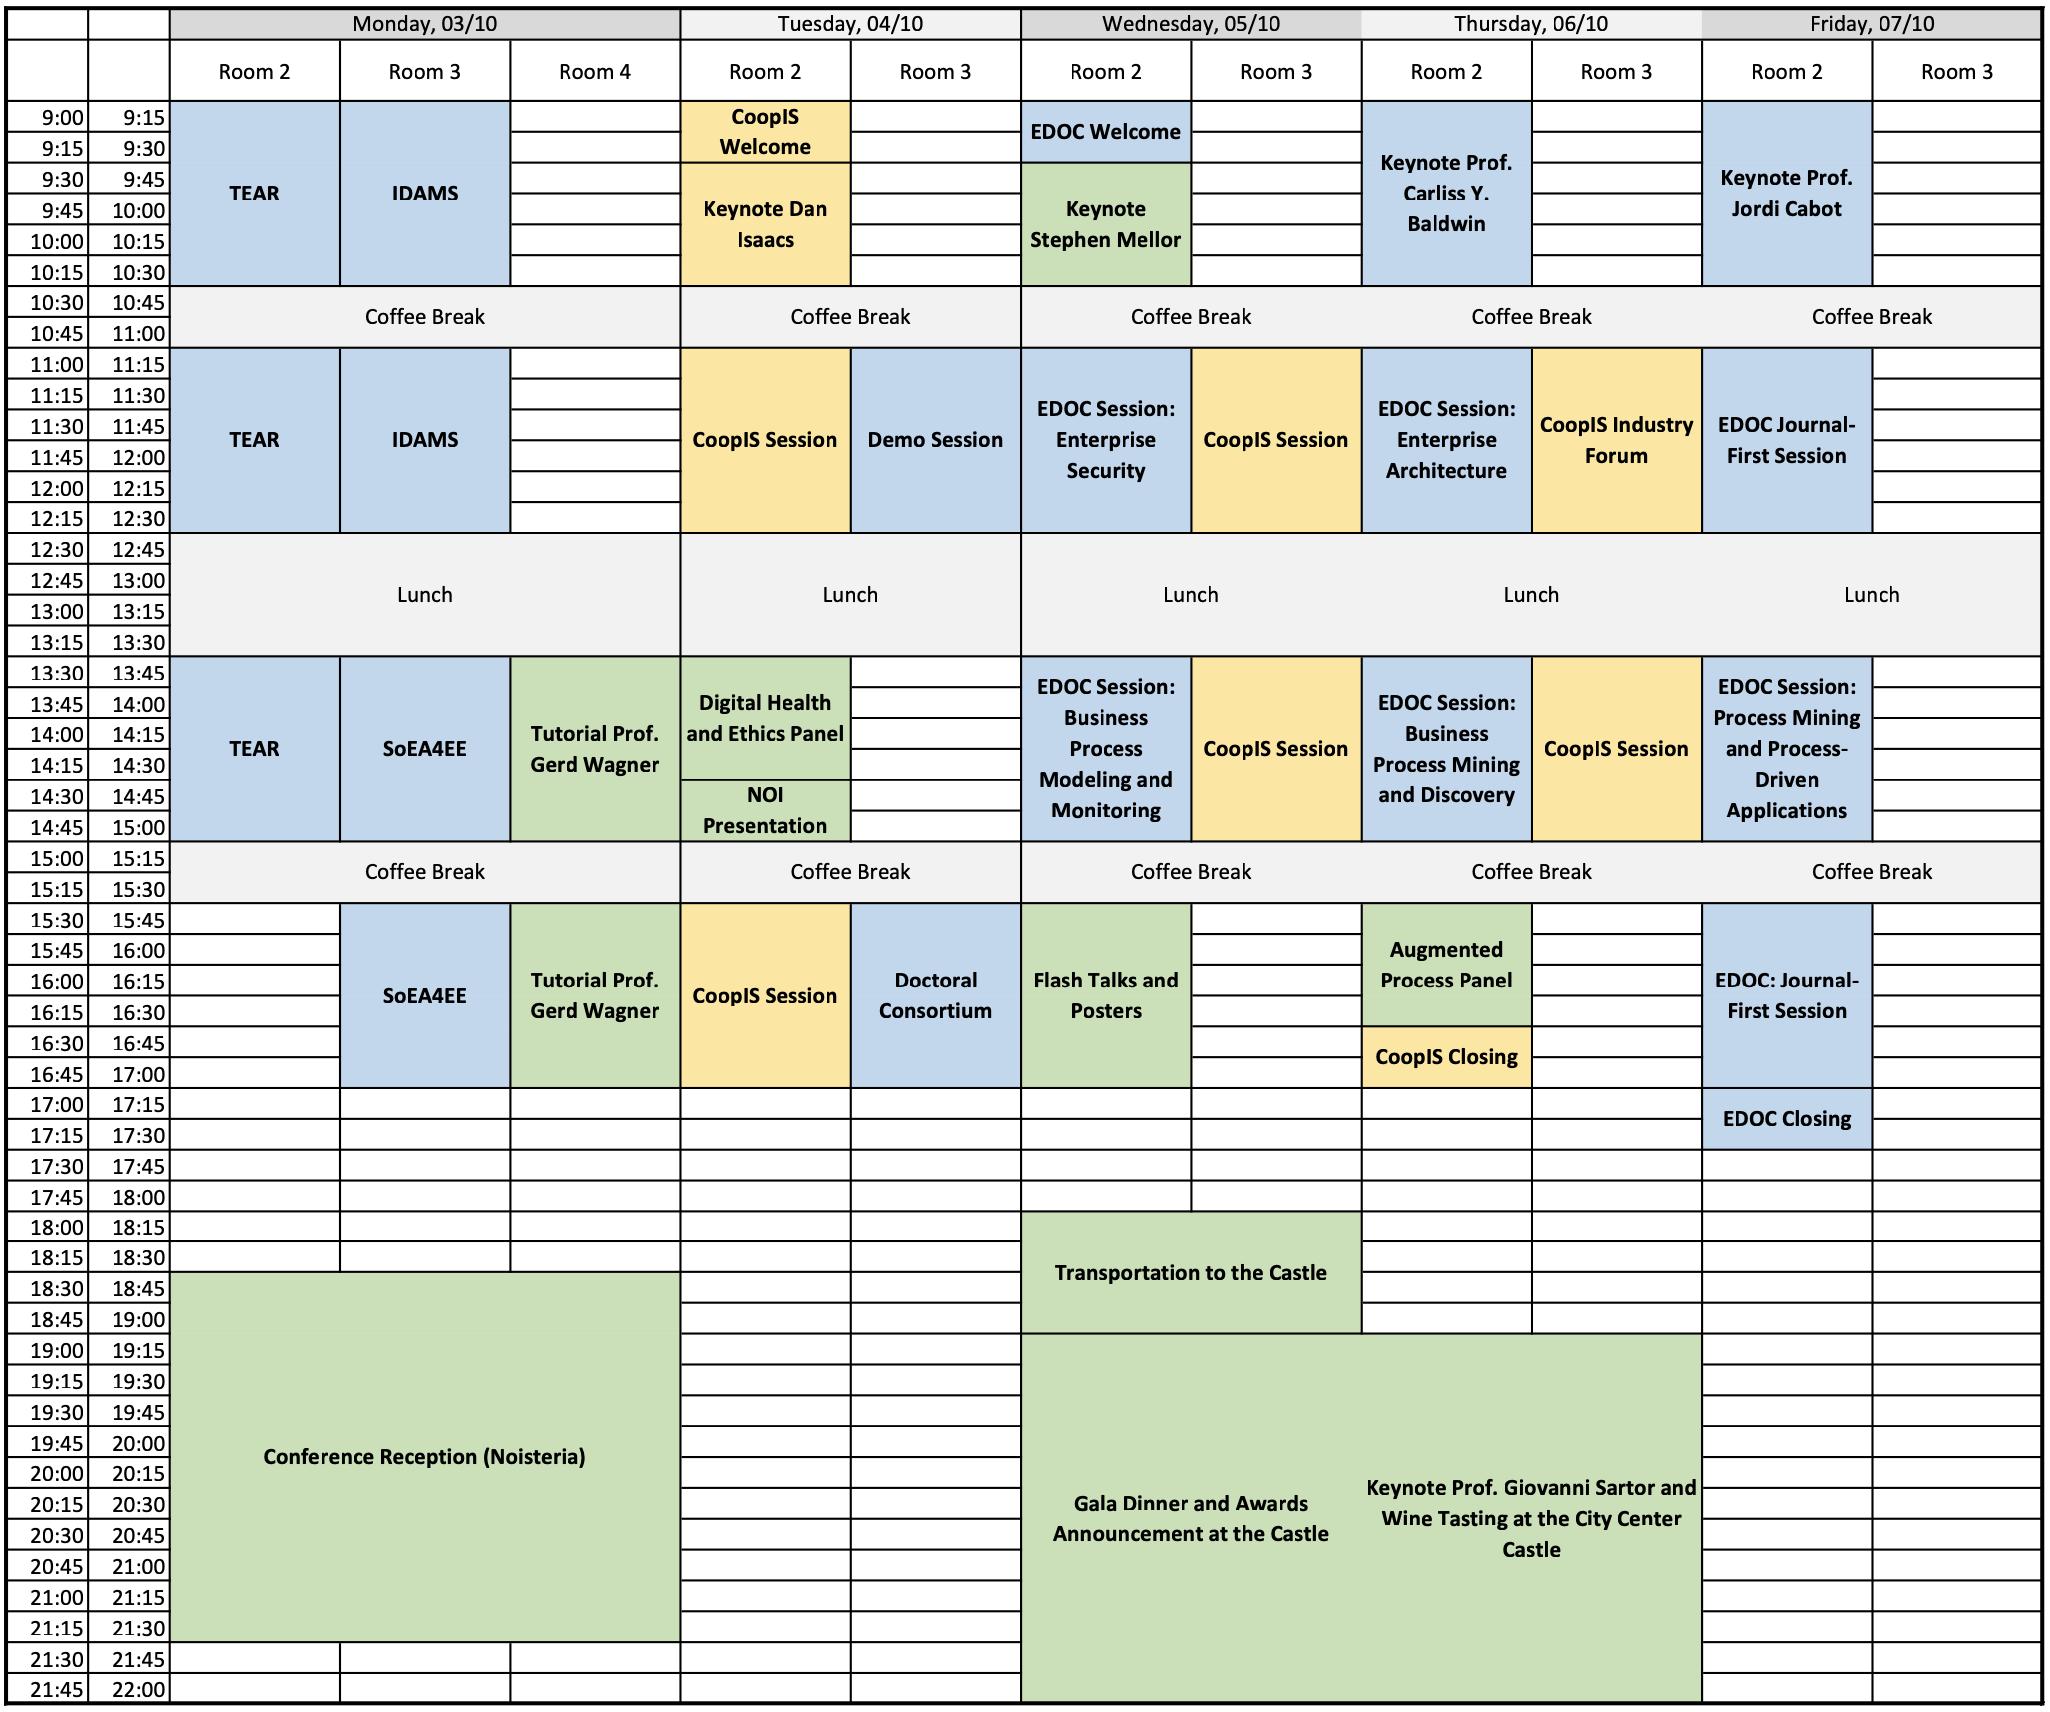 Monday, 03/10 Tuesday, 04/10 Wednesday, 05/10 Thursday, 06/10 Friday, 07/10
Room 2 Room 3 Room 4 Room 2 Room 3 Room 2 Room 3 Room 2 Room 3 Room 2 Room 3
9:00 9:15
9:15 9:30
9:30 9:45
9:45 10:00
10:00 10:15
10:15 10:30
TEAR
IDAMS
CoopIS
Welcome
Keynote Dan
Isaacs
EDOC Welcome
Keynote
Stephen Mellor
Keynote Prof.
Carliss Y.
Baldwin
Keynote Prof.
Jordi Cabot
10:30 10:45
10:45 11:00
Coffee Break Coffee Break Coffee Break Coffee Break Coffee Break
11:00 11:15
11:15 11:30
11:30 11:45
11:45 12:00
12:00 12:15
12:15 12:30
TEAR
IDAMS
CoopIS Session
Demo Session
EDOC Session:
Enterprise
Security
CoopIS Session
EDOC Session:
Enterprise
Architecture
CoopIS Industry
Forum
EDOC Journal-
First Session
12:30 12:45
12:45 13:00
13:00 13:15
13:15 13:30
Lunch Lunch Lunch Lunch Lunch
13:30 13:45
13:45 14:00
14:00 14:15
14:15 14:30
14:30 14:45
14:45 15:00
TEAR
SoEA4EE
Tutorial Prof.
Gerd Wagner
Digital Health
and Ethics Panel
NOI
Presentation
EDOC Session:
Business
Process
Modeling and
Monitoring
CoopIS Session
EDOC Session:
Business
Process Mining
and Discovery
CoopIS Session
EDOC Session:
Process Mining
and Process-
Driven
Applications
15:00 15:15
15:15 15:30
Coffee Break Coffee Break Coffee Break Coffee Break Coffee Break
15:30 15:45
15:45 16:00
16:00 16:15
16:15 16:30
16:30 16:45
16:45 17:00
SoEA4EE
Tutorial Prof.
Gerd Wagner
CoopIS Session
Doctoral
Consortium
Flash Talks and
Posters
Augmented
Process Panel
CoopIS Closing
EDOC: Journal-
First Session
17:00 17:15
17:15 17:30
EDOC Closing
17:30 17:45
17:45 18:00
18:00 18:15
18:15 18:30
18:30 18:45
18:45 19:00
Transportation to the Castle
19:00 19:15
19:15 19:30
19:30 19:45
19:45 20:00
20:00 20:15
20:15 20:30
20:30 20:45
20:45 21:00
21:00 21:15
21:15 21:30
21:30 21:45
21:45 22:00
Conference Reception (Noisteria)
Gala Dinner and Awards
Announcement at the Castle
Keynote Prof. Giovanni Sartor and
Wine Tasting at the City Center
Castle